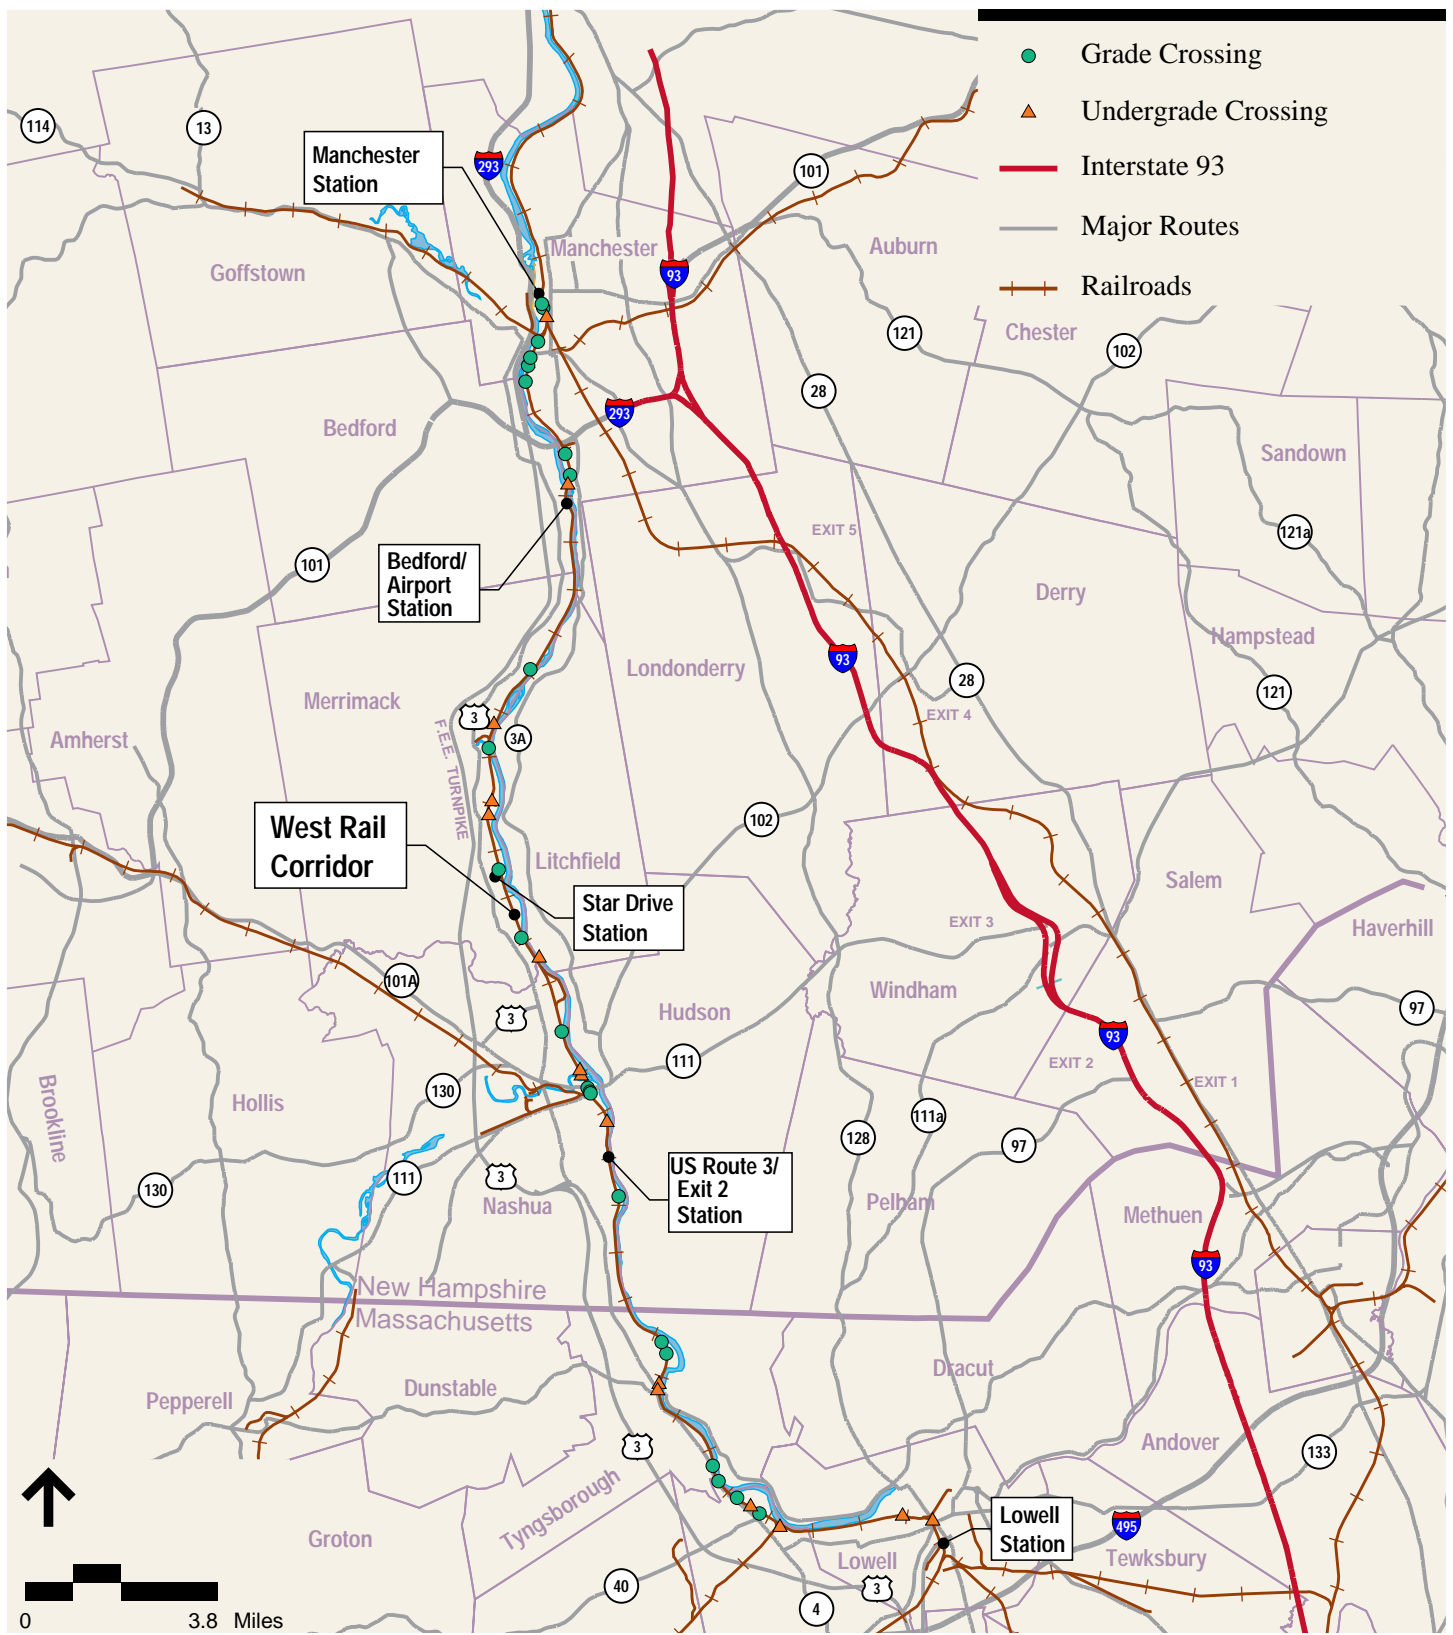 Grade Crossing
Undergrade Crossing
Interstate 93
Major Routes
Railroads
114
13
293
101
Manchester
Station
Manchester
Auburn
Goffstown
93
121
Chester
102
28
293
Bedford
Sandown
EXIT 5
121a
101
Bedford/
Airport
Station
Derry
Hampstead
Londonderry
93
28
121
Merrimack
3
3A
EXIT 4
Amherst
F.E.E. TURNPIKE
West Rail
Corridor
102
Litchfield
Salem
Star Drive
Station
EXIT 3
Haverhill
101A
Windham
3
Hudson
97
93
111
EXIT 2
EXIT 1
Brookline
Hollis
130
111a
128
97
130
111
3
Nashua
US Route 3/
Exit 2
Station
Pelham
Methuen
93
New Hampshire
Massachusetts
Pepperell
Dunstable
Dracut
3
Andover
133
Tyngsborough
Groton
Lowell
Station
495
Lowell
Tewksbury
40
3
4
0
3.8 Miles